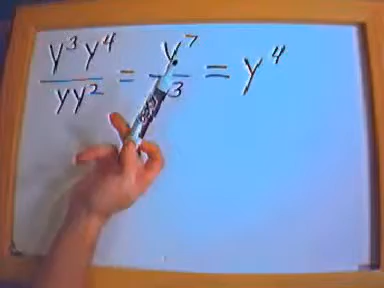 y³y⁴ / yy² = y⁷ / ³ = y⁴